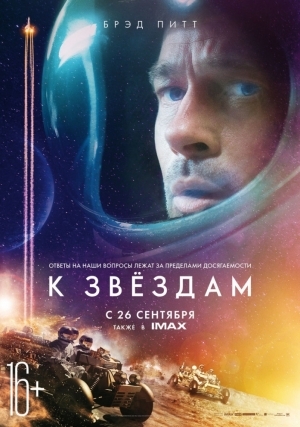 БРЭД ПИТТ
ОТВЕТЫ НА НАШИ ВОПРОСЫ ЛЕЖАТ ЗА ПРЕДЕЛАМИ ДОСЯГАЕМОСТИ.
К ЗВЁЗДАМ
С 26 СЕНТЯБРЯ
ТАКЖЕ В IMAX
16+